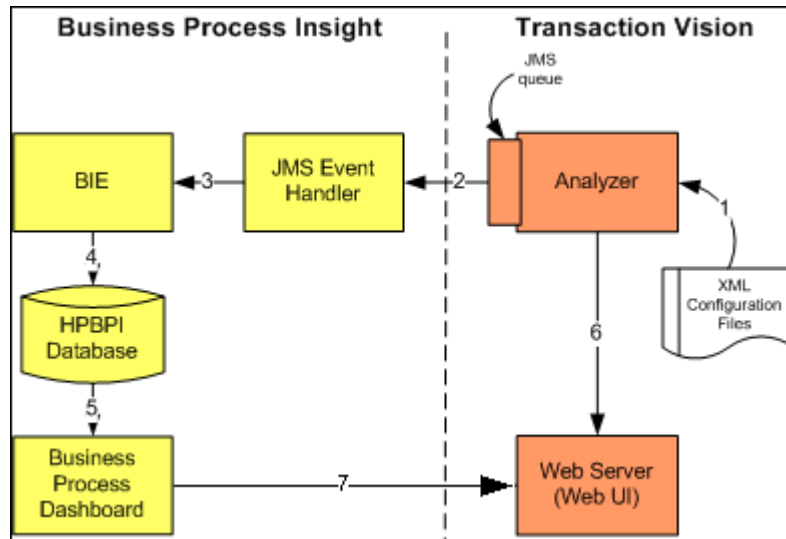 Business Process Insight
Transaction Vision
JMS
queue
BIE
3
JMS Event
Handler
2
Analyzer
1
4,
XML
Configuration
Files
HPBPI
Database
6
5,
Business
Process
Dashboard
7
Web Server
(Web UI)